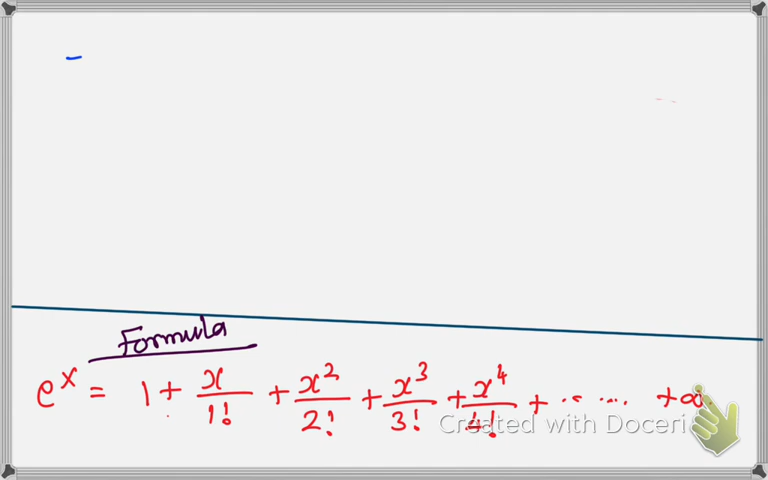 Formula
e^x = 1 + x/1! + x^2/2! + x^3/3! + x^4/4! + ... ... + ∞
Created with Doceri